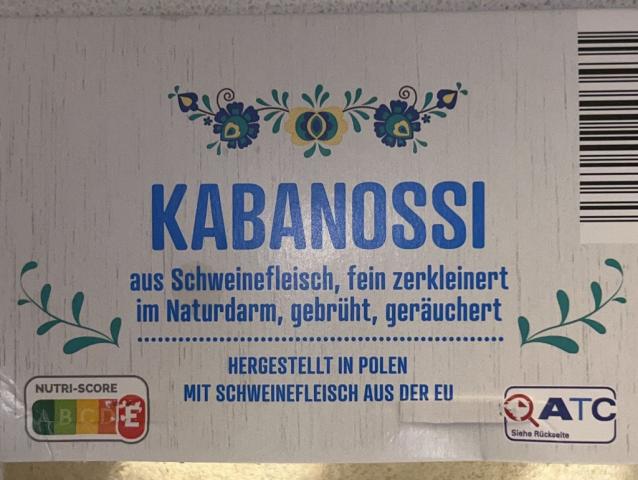 KABANOSSI
aus Schweinefleisch, fein zerkleinert
im Naturdarm, gebrüht, geräuchert
HERGESTELLT IN POLEN
MIT SCHWEINEFLEISCH AUS DER EU
NUTRI-SCORE
A B C D E
ATC
Siehe Rückseite